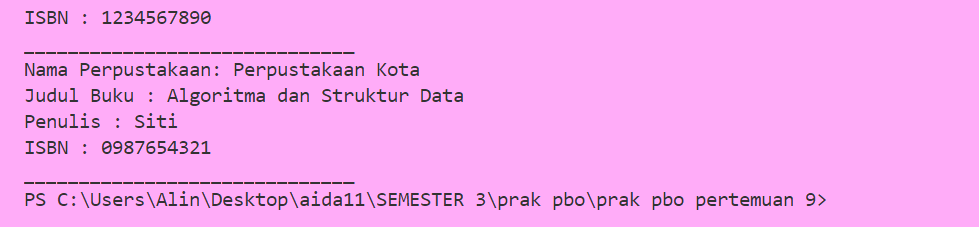 ISBN : 1234567890
______________________________
Nama Perpustakaan: Perpustakaan Kota
Judul Buku : Algoritma dan Struktur Data
Penulis : Siti
ISBN : 0987654321
______________________________
PS C:\Users\Alin\Desktop\aida11\SEMESTER 3\prak pbo\prak pbo pertemuan 9>